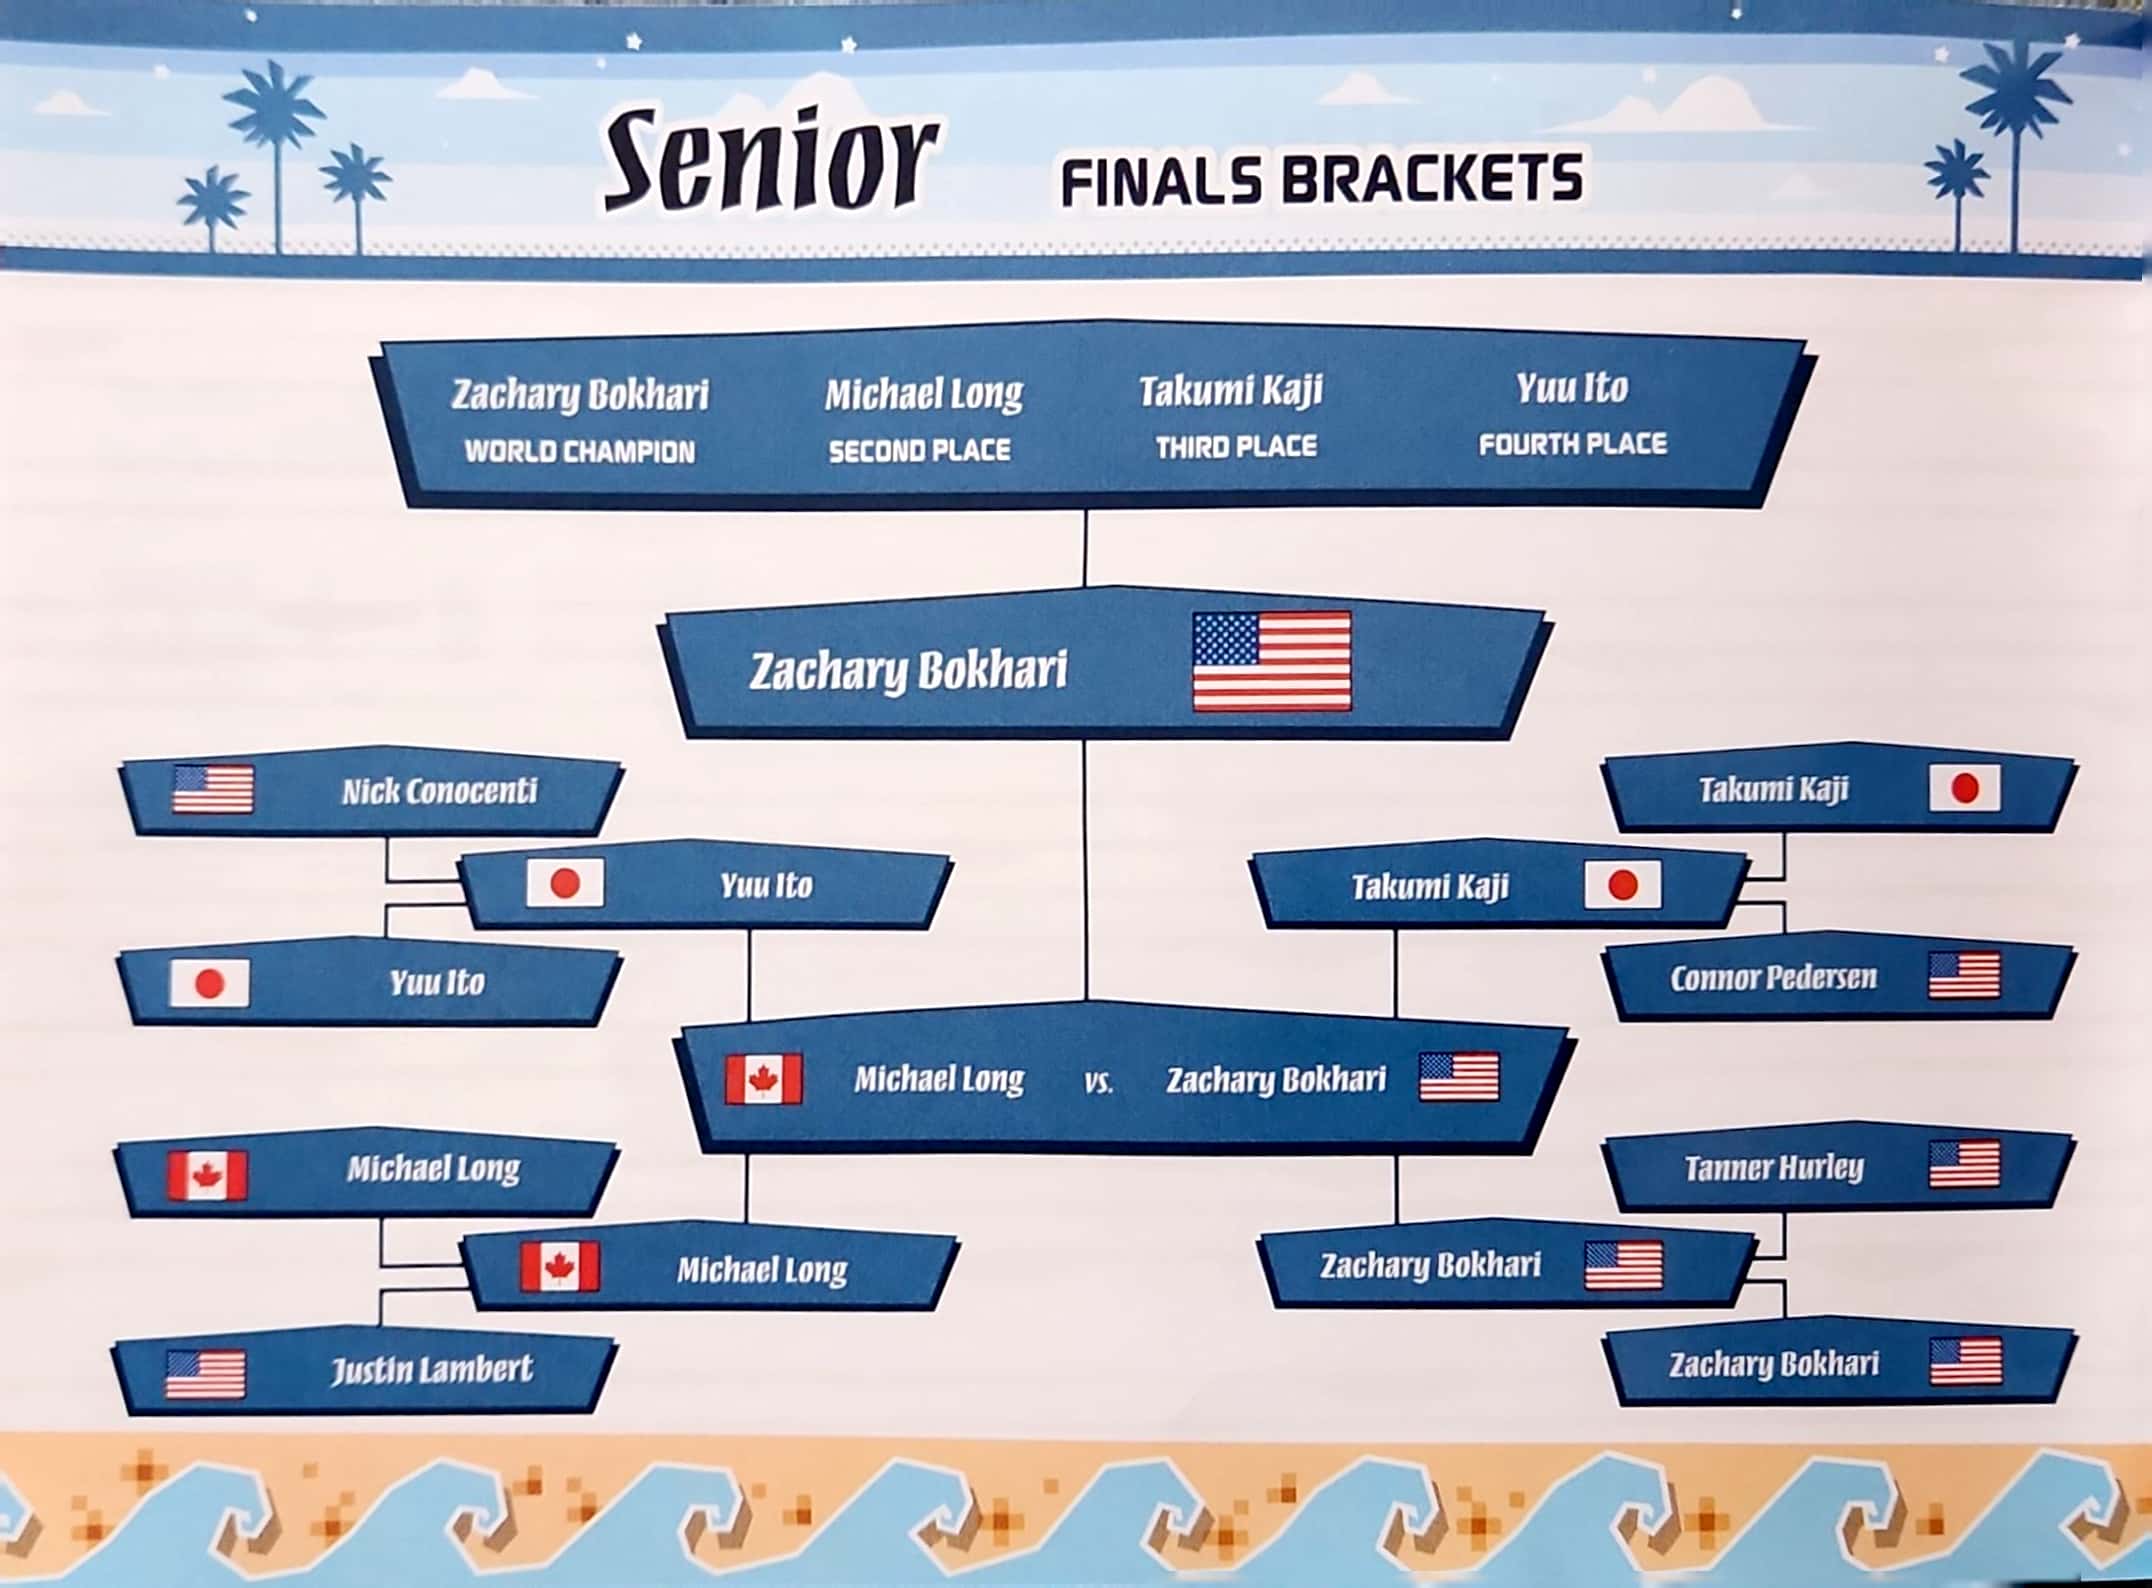 Senior FINALS BRACKETS
Zachary Bokhari Michael Long Takumi Kaji Yuu Ito
WORLD CHAMPION SECOND PLACE THIRD PLACE FOURTH PLACE
Zachary Bokhari
Nick Conocenti
Takumi Kaji
Yuu Ito
Takumi Kaji
Yuu Ito
Connor Pedersen
Michael Long vs. Zachary Bokhari
Michael Long
Tanner Hurley
Michael Long
Zachary Bokhari
Justin Lambert
Zachary Bokhari